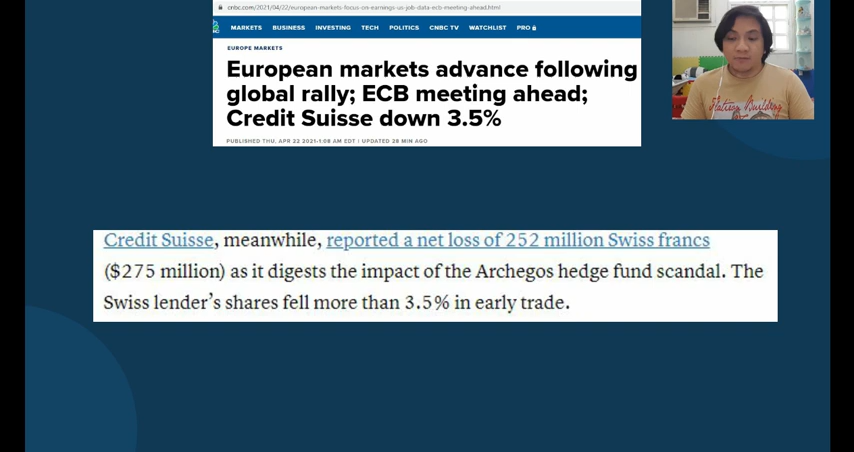 cnbc.com/2021/04/22/european-markets-focus-on-earnings-us-job-data-ecb-meeting-ahead.html
MARKETS BUSINESS INVESTING TECH POLITICS CNBC TV WATCHLIST PRO
EUROPE MARKETS
European markets advance following
global rally; ECB meeting ahead;
Credit Suisse down 3.5%
PUBLISHED THU, APR 22 2021 1:08 AM EDT | UPDATED 28 MIN AGO
Flatiron Building
Credit Suisse, meanwhile, reported a net loss of 252 million Swiss francs
($275 million) as it digests the impact of the Archegos hedge fund scandal. The
Swiss lender's shares fell more than 3.5% in early trade.